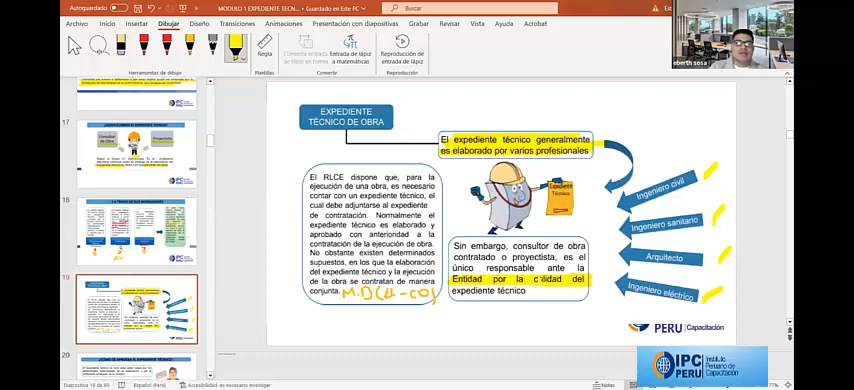 Autoguardado
MODULO 1 EXPEDIENTE TÉCN... • Guardado en Este PC
Buscar
Archivo Inicio Insertar Dibujar Diseño Transiciones Animaciones Presentación con diapositivas Grabar Revisar Vista Ayuda Acrobat
eberth sosa
Regla
Convertir entrada de lápiz en forma
Entrada de lápiz a matemáticas
Reproducción de entrada de lápiz
Herramientas de dibujo
Plantillas
Convertir
Reproducción
17
18
19
20
EXPEDIENTE
TÉCNICO DE OBRA
El expediente técnico generalmente
es elaborado por varios profesionales
El RLCE dispone que, para la
ejecución de una obra, es necesario
contar con un expediente técnico, el
cual debe adjuntarse al expediente
de contratación. Normalmente el
expediente técnico es elaborado y
aprobado con anterioridad a la
contratación de la ejecución de obra.
No obstante existen determinados
supuestos, en los que la elaboración
del expediente técnico y la ejecución
de la obra se contratan de manera
conjunta.
Expediente
Técnico
Sin embargo, consultor de obra
contratado o proyectista, es el
único responsable ante la
Entidad por la calidad del
expediente técnico
Ingeniero civil
Ingeniero sanitario
Arquitecto
Ingeniero eléctrico
PERU Capacitación
IPC
PERU
Instituto
Peruano de
Capacitación
Diapositiva 19 de 90
Español (Perú)
Accesibilidad: es necesario investigar
Notas
77%